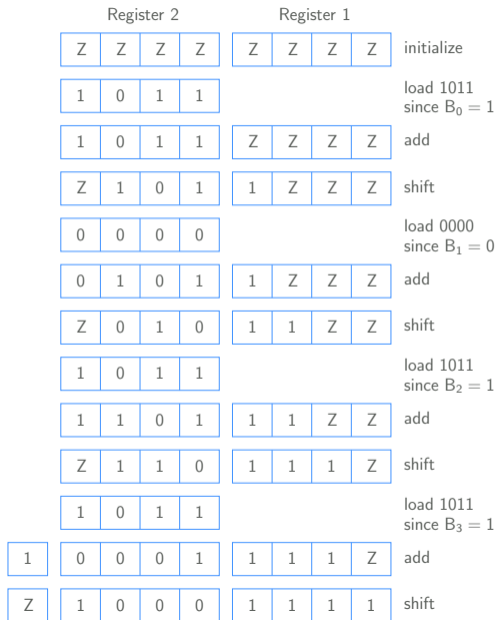 Register 2 Register 1
Z Z Z Z Z Z Z Z initialize
1 0 1 1 load 1011
since B₀ = 1
1 0 1 1 Z Z Z Z add
Z 1 0 1 1 Z Z Z shift
0 0 0 0 load 0000
since B₁ = 0
0 1 0 1 1 Z Z Z add
Z 0 1 0 1 1 Z Z shift
1 0 1 1 load 1011
since B₂ = 1
1 1 0 1 1 1 Z Z add
Z 1 1 0 1 1 1 Z shift
1 0 1 1 load 1011
since B₃ = 1
1 0 0 0 1 1 1 1 Z add
Z 1 0 0 0 1 1 1 1 shift